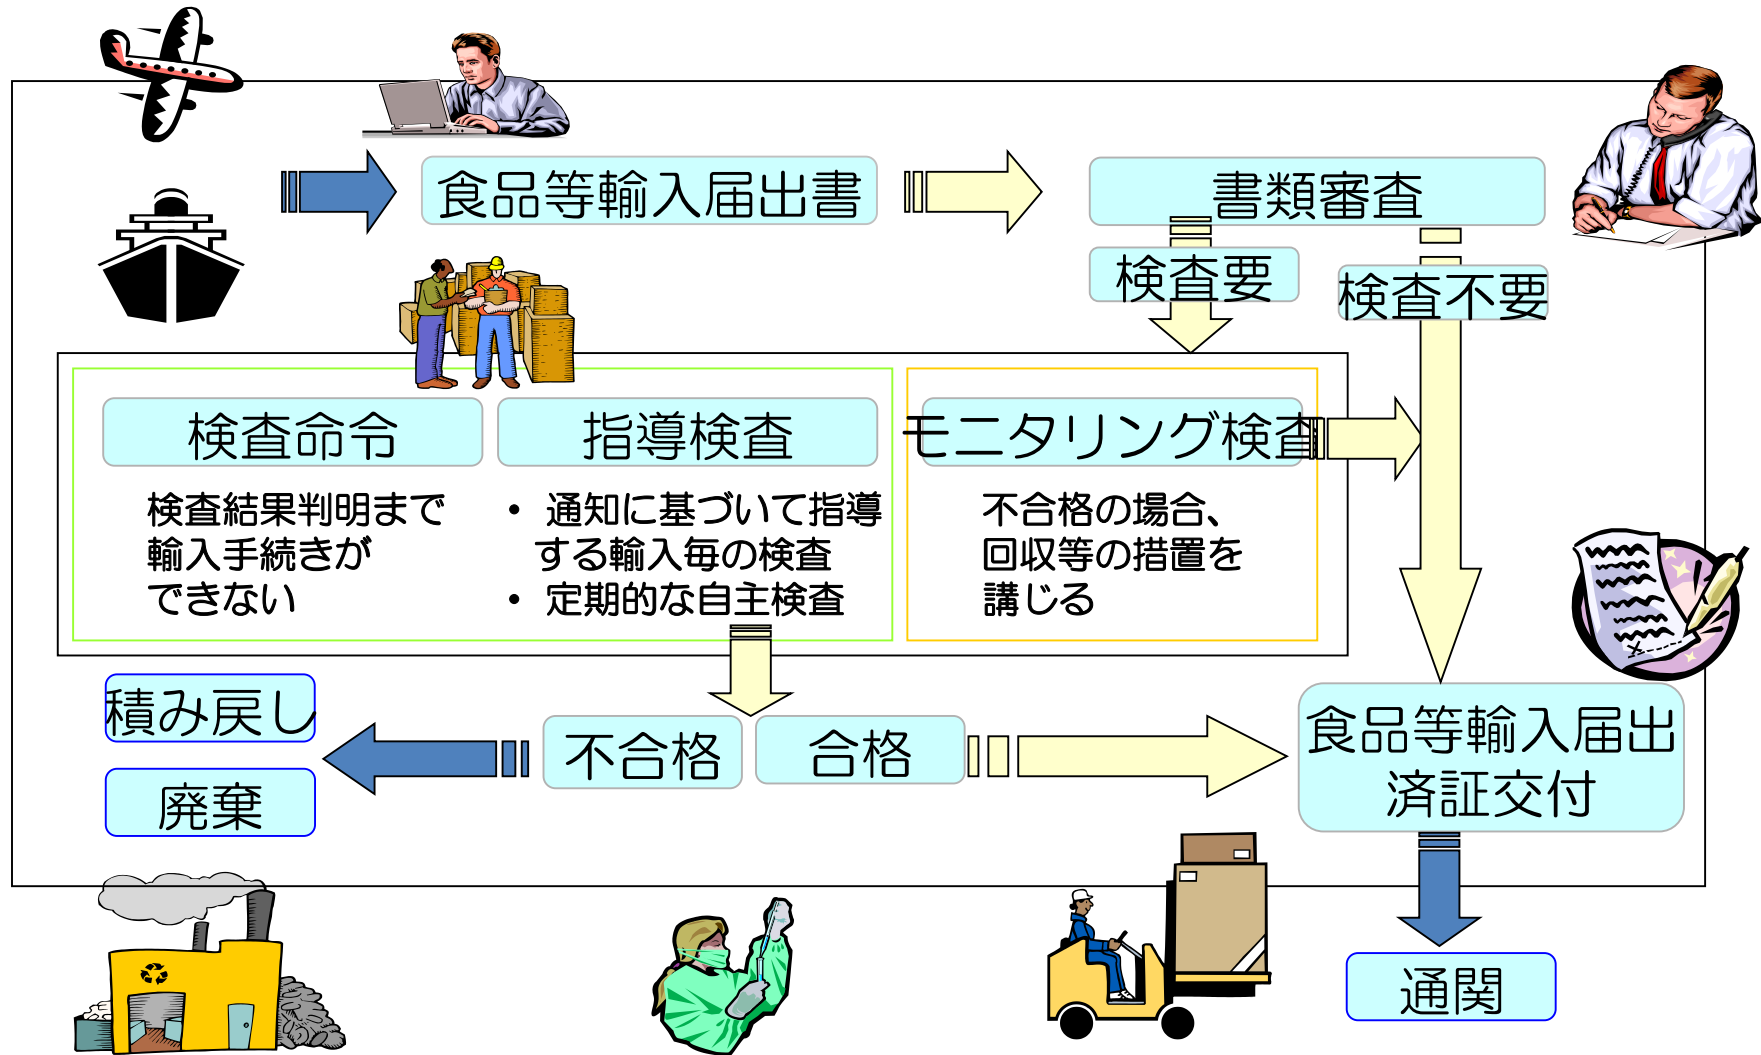 食品等輸入届出書
書類審査
検査要
検査不要
検査命令
指導検査
モニタリング検査
検査結果判明まで
輸入手続きが
できない
• 通知に基づいて指導
する輸入毎の検査
• 定期的な自主検査
不合格の場合、
回収等の措置を
講じる
積み戻し
廃棄
不合格
合格
食品等輸入届出
済証交付
通関